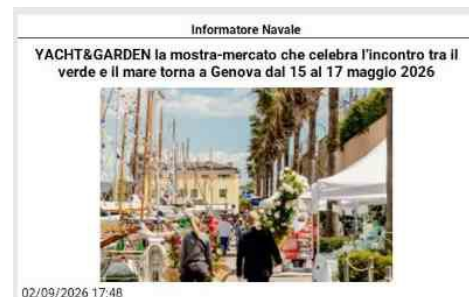 Informatore Navale
YACHT&GARDEN la mostra-mercato che celebra l'incontro tra il
verde e il mare torna a Genova dal 15 al 17 maggio 2026
02/09/2026 17:48